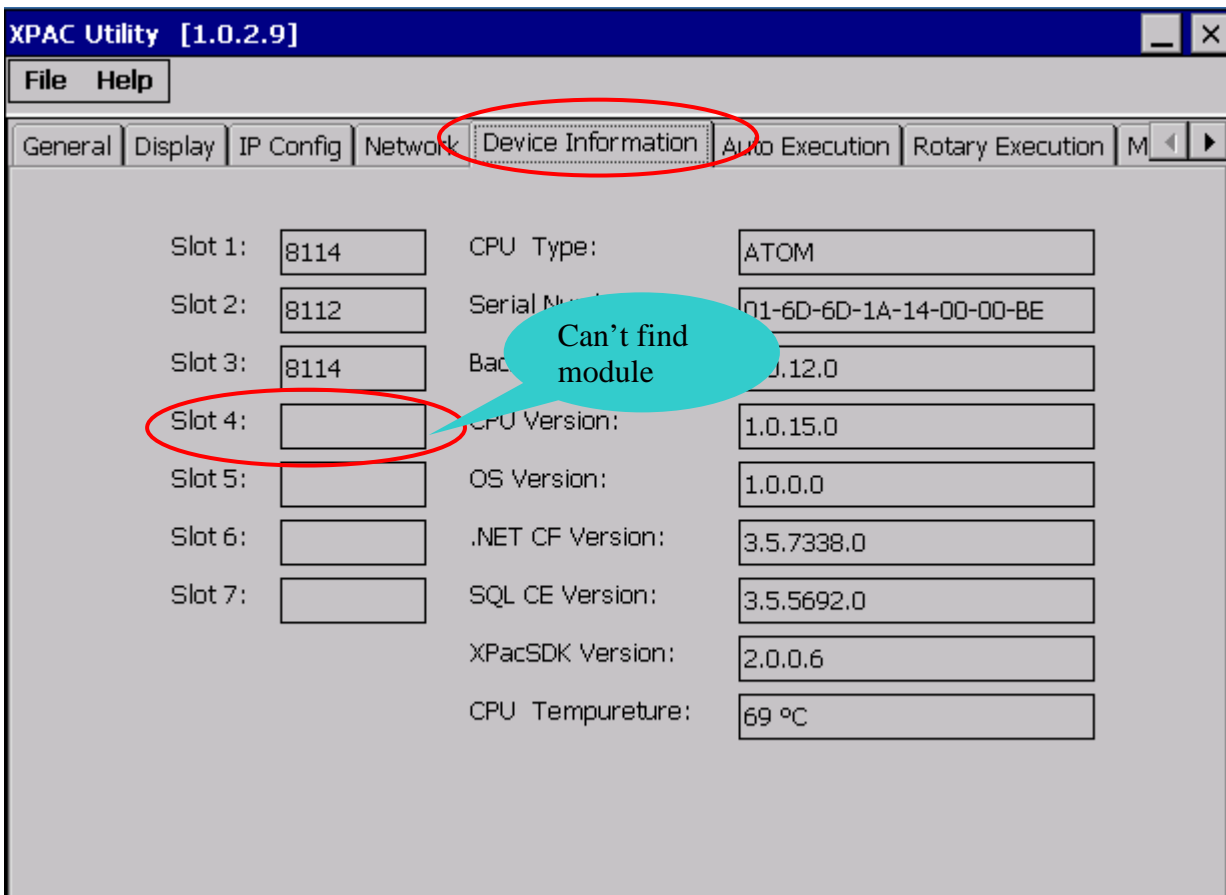 XPAC Utility [1.0.2.9]
File Help
General Display IP Config Network Device Information Auto Execution Rotary Execution M
Slot 1: 8114 CPU Type: ATOM
Slot 2: 8112 Serial 01-6D-6D-1A-14-00-00-BE
Slot 3: 8114 .12.0
Can't find
module
Slot 4: CPU Version: 1.0.15.0
Slot 5: OS Version: 1.0.0.0
Slot 6: .NET CF Version: 3.5.7338.0
Slot 7: SQL CE Version: 3.5.5692.0
XPacSDK Version: 2.0.0.6
CPU Tempureture: 69 ºC